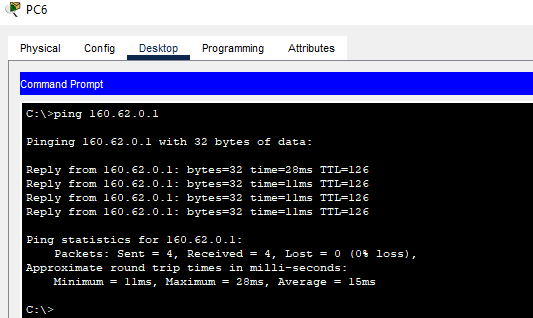 PC6
Physical Config Desktop Programming Attributes
Command Prompt
C:\>ping 160.62.0.1
Pinging 160.62.0.1 with 32 bytes of data:
Reply from 160.62.0.1: bytes=32 time=28ms TTL=126
Reply from 160.62.0.1: bytes=32 time=11ms TTL=126
Reply from 160.62.0.1: bytes=32 time=11ms TTL=126
Reply from 160.62.0.1: bytes=32 time=11ms TTL=126
Ping statistics for 160.62.0.1:
Packets: Sent = 4, Received = 4, Lost = 0 (0% loss),
Approximate round trip times in milli-seconds:
Minimum = 11ms, Maximum = 28ms, Average = 15ms
C:\>